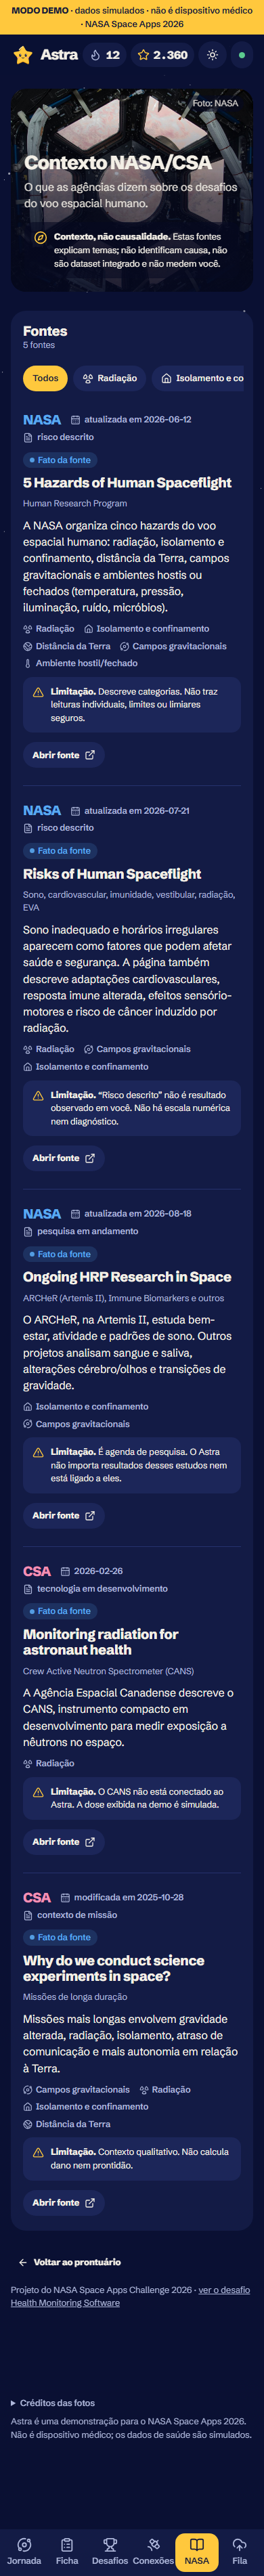 MODO DEMO · dados simulados · não é dispositivo médico
· NASA Space Apps 2026
Astra
12
2.360
Foto: NASA
Contexto NASA/CSA
O que as agências dizem sobre os desafios
do voo espacial humano.
Contexto, não causalidade. Estas fontes
explicam temas; não identificam causa, não
são dataset integrado e não medem você.
Fontes
5 fontes
Todos
Radiação
Isolamento e co
NASA
atualizada em 2026-06-12
risco descrito
Fato da fonte
5 Hazards of Human Spaceflight
Human Research Program
A NASA organiza cinco hazards do voo
espacial humano: radiação, isolamento e
confinamento, distância da Terra, campos
gravitacionais e ambientes hostis ou
fechados (temperatura, pressão,
iluminação, ruído, micróbios).
Radiação
Isolamento e confinamento
Distância da Terra
Campos gravitacionais
Ambiente hostil/fechado
Limitação. Descreve categorias. Não traz
leituras individuais, limites ou limiares
seguros.
Abrir fonte
NASA
atualizada em 2026-07-21
risco descrito
Fato da fonte
Risks of Human Spaceflight
Sono, cardiovascular, imunidade, vestibular, radiação,
EVA
Sono inadequado e horários irregulares
aparecem como fatores que podem afetar
saúde e segurança. A página também
descreve adaptações cardiovasculares,
resposta imune alterada, efeitos sensório-
motores e risco de câncer induzido por
radiação.
Radiação
Campos gravitacionais
Isolamento e confinamento
Limitação. “Risco descrito” não é resultado
observado em você. Não há escala numérica
nem diagnóstico.
Abrir fonte
NASA
atualizada em 2026-08-18
pesquisa em andamento
Fato da fonte
Ongoing HRP Research in Space
ARCHeR (Artemis II), Immune Biomarkers e outros
O ARCHeR, na Artemis II, estuda bem-
estar, atividade e padrões de sono. Outros
projetos analisam sangue e saliva,
alterações cérebro/olhos e transições de
gravidade.
Isolamento e confinamento
Campos gravitacionais
Limitação. É agenda de pesquisa. O Astra
não importa resultados desses estudos nem
está ligado a eles.
Abrir fonte
CSA
2026-02-26
tecnologia em desenvolvimento
Fato da fonte
Monitoring radiation for
astronaut health
Crew Active Neutron Spectrometer (CANS)
A Agência Espacial Canadense descreve o
CANS, instrumento compacto em
desenvolvimento para medir exposição a
nêutrons no espaço.
Radiação
Limitação. O CANS não está conectado ao
Astra. A dose exibida na demo é simulada.
Abrir fonte
CSA
modificada em 2025-10-28
contexto de missão
Fato da fonte
Why do we conduct science
experiments in space?
Missões de longa duração
Missões mais longas envolvem gravidade
alterada, radiação, isolamento, atraso de
comunicação e mais autonomia em relação
à Terra.
Campos gravitacionais
Radiação
Isolamento e confinamento
Distância da Terra
Limitação. Contexto qualitativo. Não calcula
dano nem prontidão.
Abrir fonte
Voltar ao prontuário
Projeto do NASA Space Apps Challenge 2026 · ver o desafio
Health Monitoring Software
Créditos das fotos
Astra é uma demonstração para o NASA Space Apps 2026.
Não é dispositivo médico; os dados de saúde são simulados.
Jornada
Ficha
Desafios
Conexões
NASA
Fila